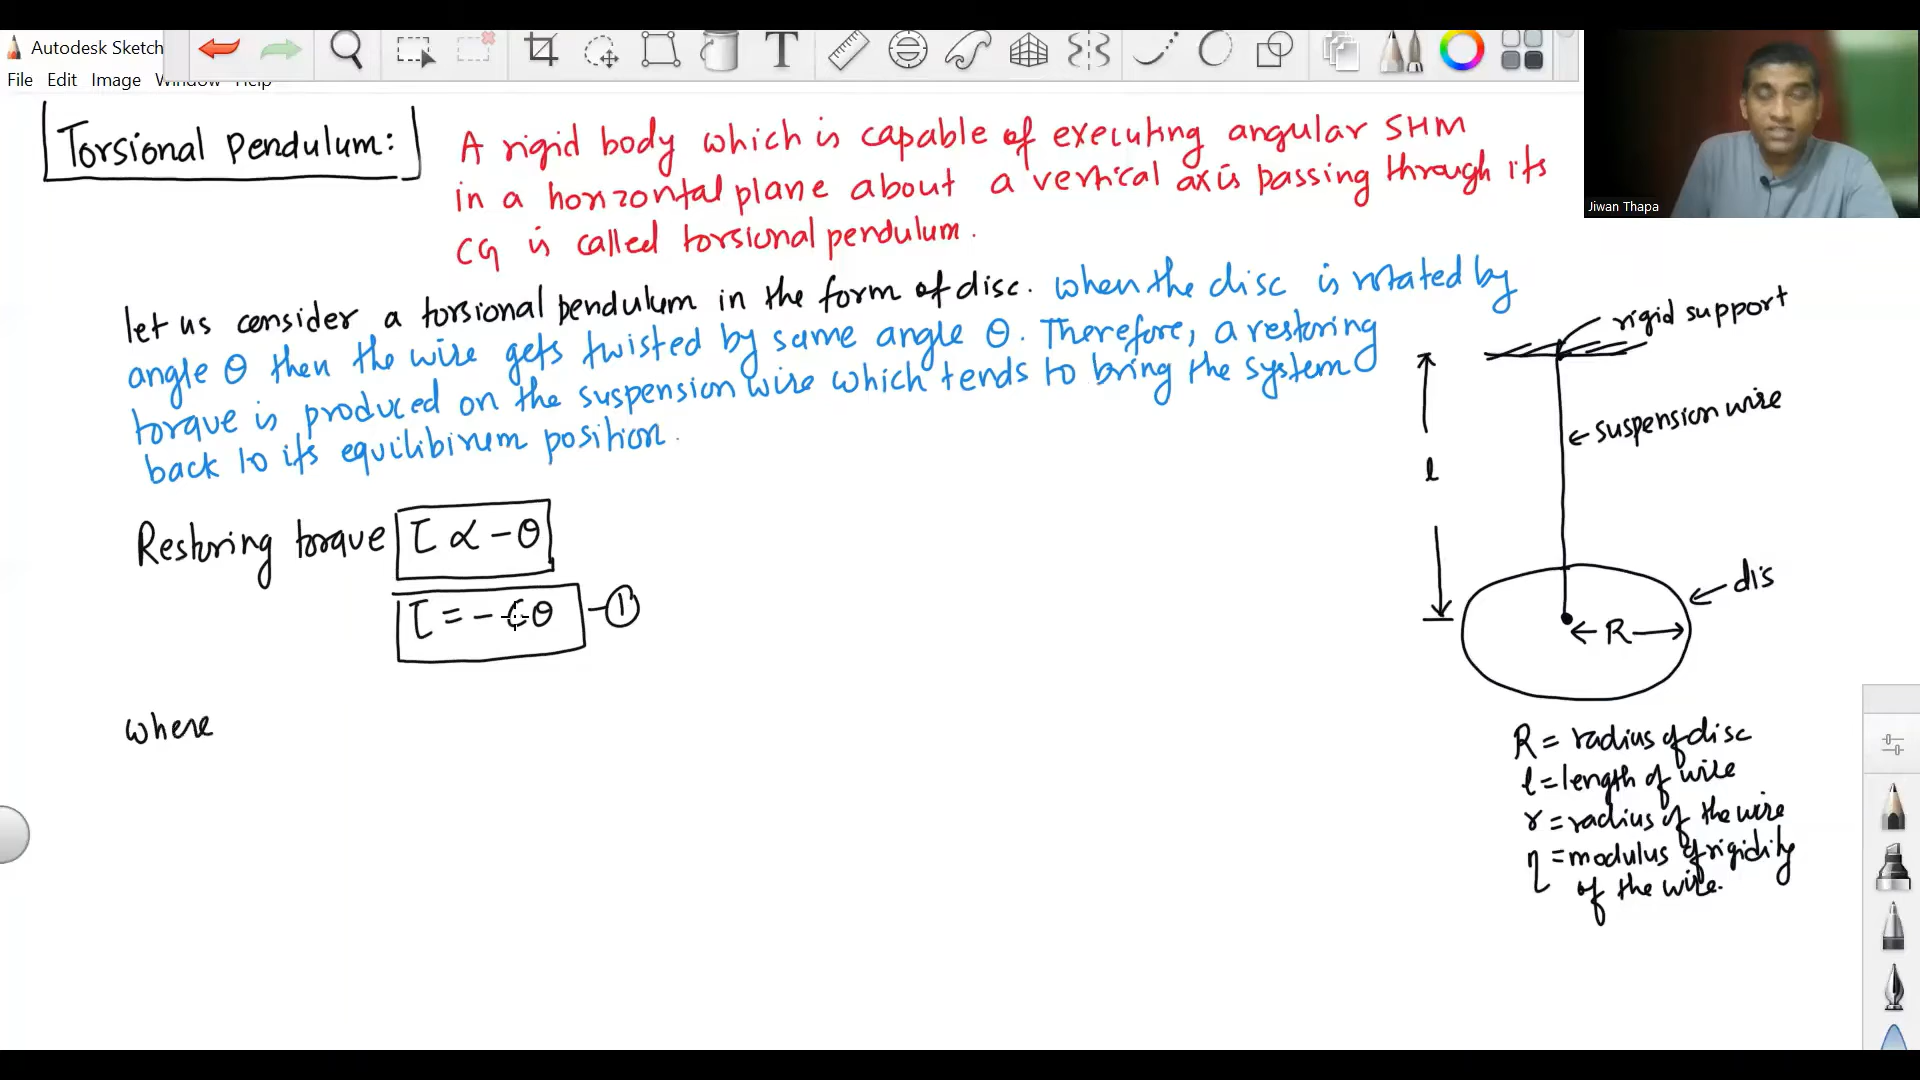 Autodesk Sketch
File Edit Image Window Help
Torsional Pendulum:
A rigid body which is capable of executing angular SHM
in a horizontal plane about a vertical axis passing through its
CG is called torsional pendulum.
let us consider a torsional pendulum in the form of disc. when the disc is rotated by
angle θ then the wire gets twisted by same angle θ. Therefore, a restoring
torque is produced on the suspension wire which tends to bring the system
back to its equilibirum position.
Restoring torque τ ∝ -θ
τ = - cθ -①
where
Jiwan Thapa
rigid support
suspension wire
l
dis
R
R = radius of disc
l = length of wire
r = radius of the wire
η = modulus of rigidity
of the wire.